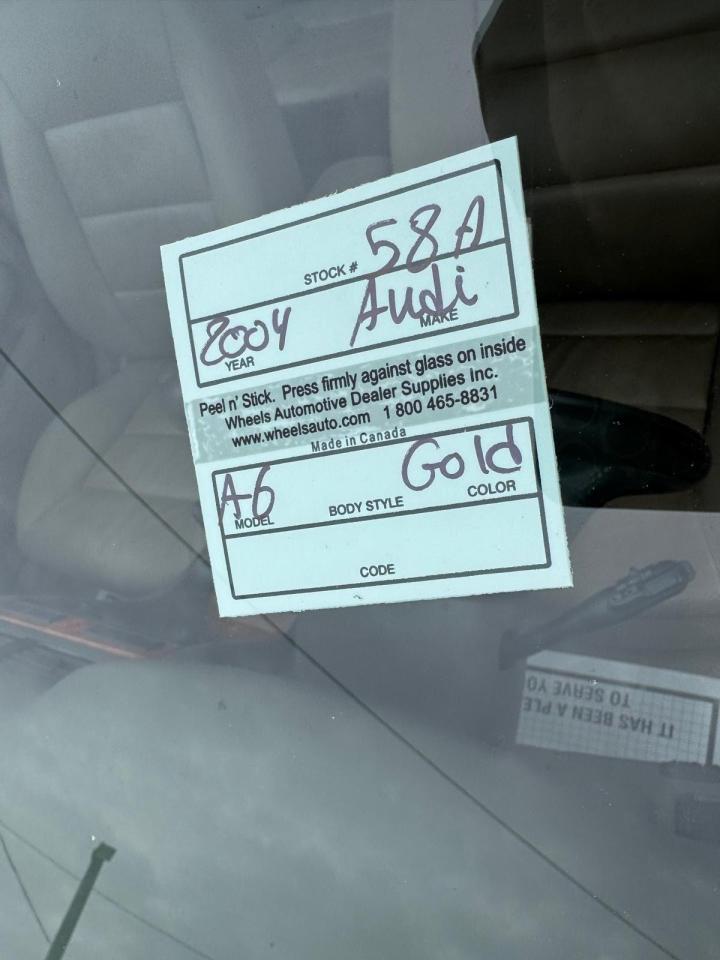 STOCK # 58A
2004 Audi
YEAR MAKE
Peel n' Stick. Press firmly against glass on inside
Wheels Automotive Dealer Supplies Inc.
www.wheelsauto.com 1 800 465-8831
Made in Canada
A6 Gold
MODEL BODY STYLE COLOR
CODE
IT HAS BEEN A PLE
TO SERVE YO